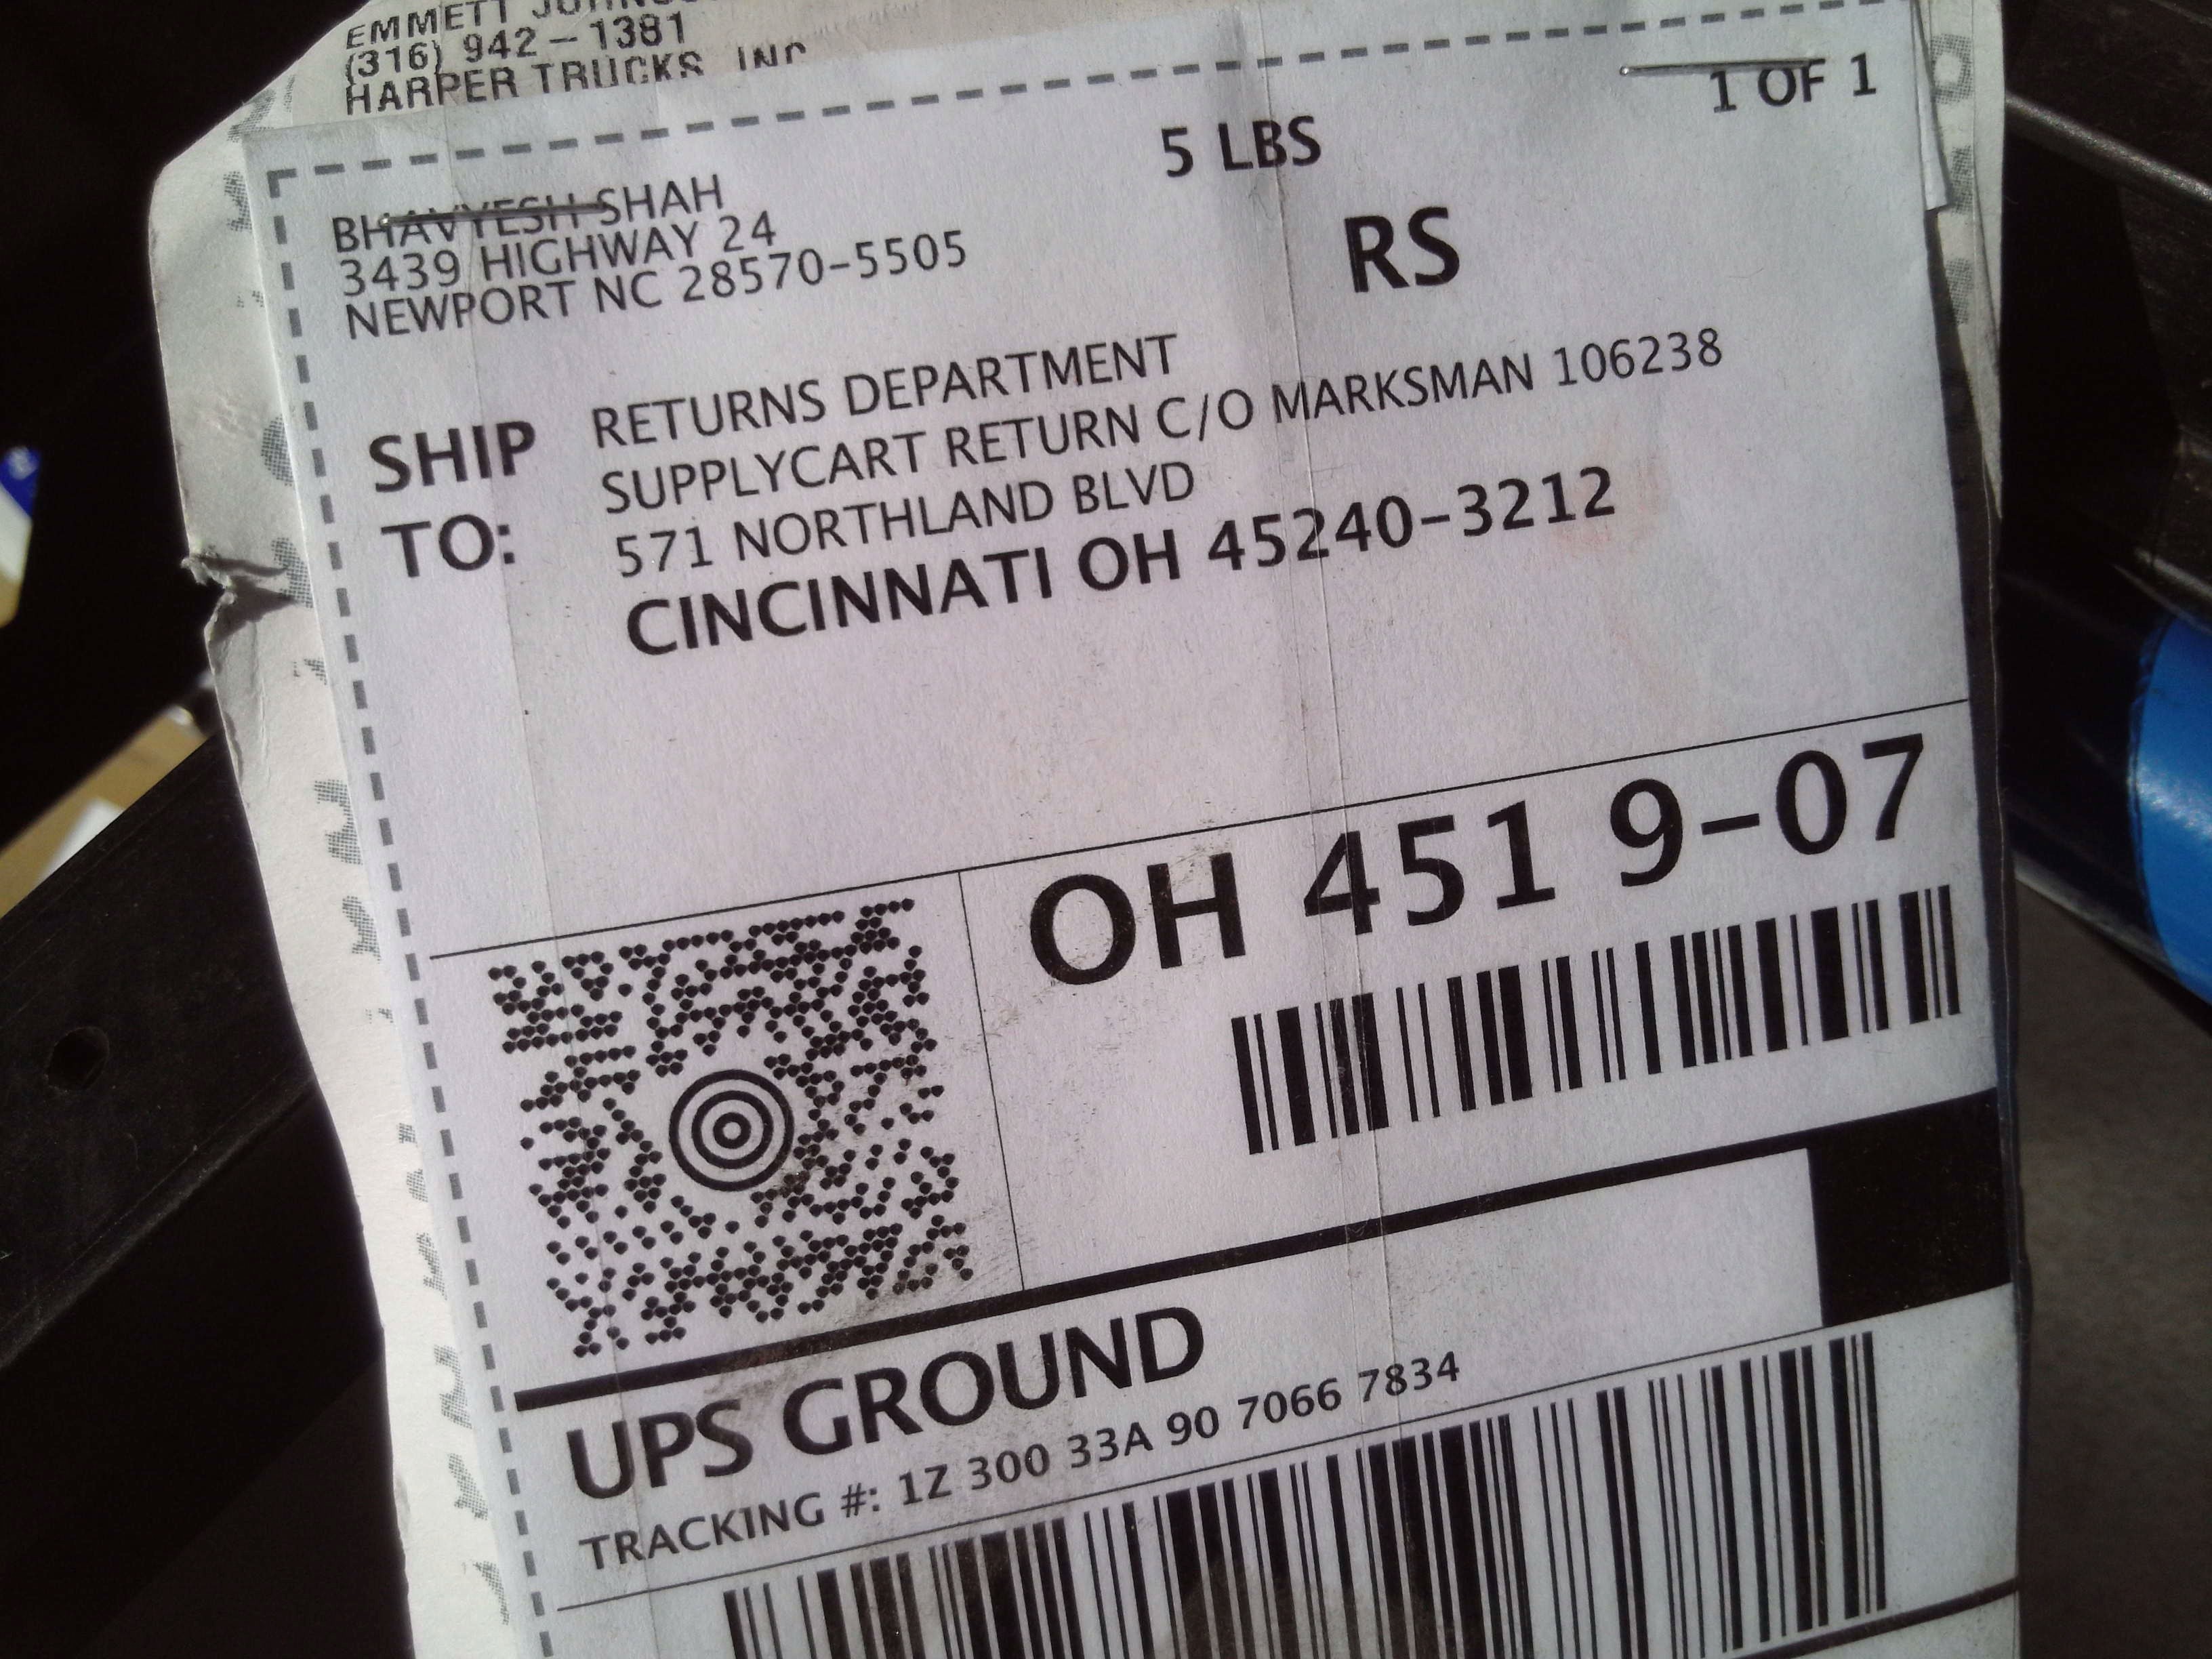 EMMETT
(316) 942-1381
HARPER TRUCKS, INC
1 OF 1
5 LBS
BHAVYESH SHAH
3439 HIGHWAY 24
NEWPORT NC 28570-5505
RS
SHIP TO:
RETURNS DEPARTMENT
SUPPLYCART RETURN C/O MARKSMAN 106238
571 NORTHLAND BLVD
CINCINNATI OH 45240-3212
OH 451 9-07
UPS GROUND
TRACKING #: 1Z 300 33A 90 7066 7834